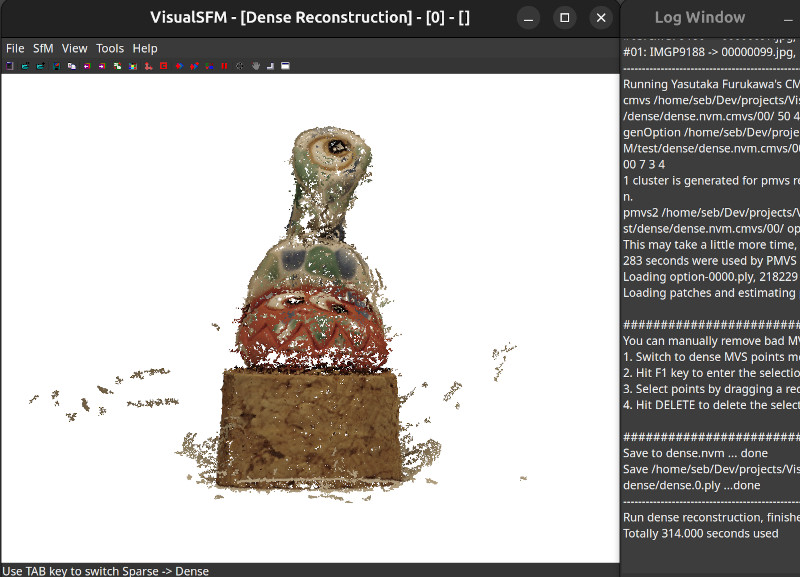 VisualSFM - [Dense Reconstruction] - [0] - []
File SfM View Tools Help
Use TAB key to switch Sparse -> Dense
Log Window
#01: IMGP9188 -> 00000099.jpg,
Running Yasutaka Furukawa's CM
cmvs /home/seb/Dev/projects/Vis
/dense/dense.nvm.cmvs/00/ 50 4
genOption /home/seb/Dev/proje
M/test/dense/dense.nvm.cmvs/00
00 7 3 4
1 cluster is generated for pmvs re
n.
pmvs2 /home/seb/Dev/projects/V
st/dense/dense.nvm.cmvs/00/ op
This may take a little more time,
283 seconds were used by PMVS
Loading option-0000.ply, 218229
Loading patches and estimating
#########################
You can manually remove bad MV
1. Switch to dense MVS points mo
2. Hit F1 key to enter the selectio
3. Select points by dragging a rec
4. Hit DELETE to delete the select
#########################
Save to dense.nvm ... done
Save /home/seb/Dev/projects/Vis
dense/dense.0.ply ...done
Run dense reconstruction, finishe
Totally 314.000 seconds used